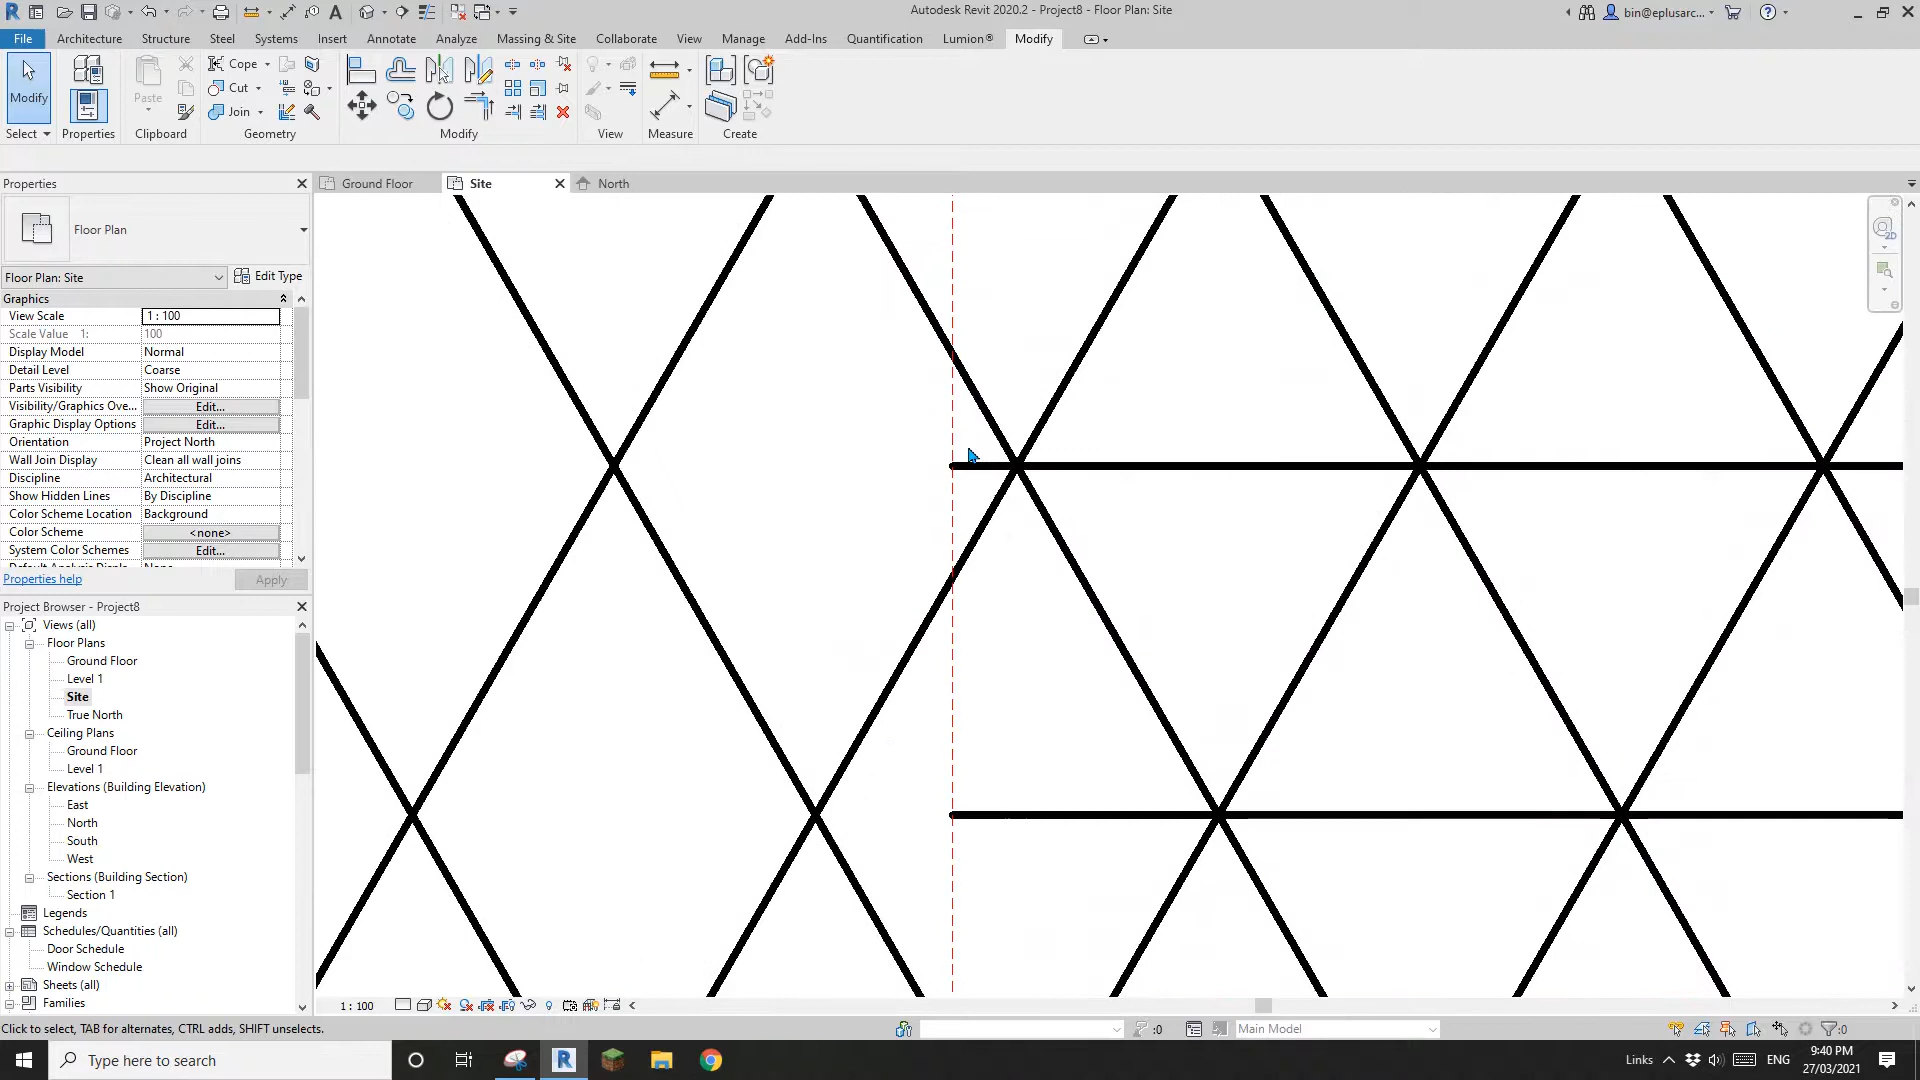 Autodesk Revit 2020.2 - Project8 - Floor Plan: Site
bin@eplusarc...
File Architecture Structure Steel Systems Insert Annotate Analyze Massing & Site Collaborate View Manage Add-Ins Quantification Lumion® Modify
Modify
Paste
Cope
Cut
Join
Select Properties Clipboard Geometry Modify View Measure Create
Properties
Ground Floor Site North
Floor Plan
Floor Plan: Site Edit Type
Graphics
View Scale 1 : 100
Scale Value 1: 100
Display Model Normal
Detail Level Coarse
Parts Visibility Show Original
Visibility/Graphics Ove... Edit...
Graphic Display Options Edit...
Orientation Project North
Wall Join Display Clean all wall joins
Discipline Architectural
Show Hidden Lines By Discipline
Color Scheme Location Background
Color Scheme <none>
System Color Schemes Edit...
Properties help Apply
Project Browser - Project8
Views (all)
Floor Plans
Ground Floor
Level 1
Site
True North
Ceiling Plans
Ground Floor
Level 1
Elevations (Building Elevation)
East
North
South
West
Sections (Building Section)
Section 1
Legends
Schedules/Quantities (all)
Door Schedule
Window Schedule
Sheets (all)
Families
2D
1 : 100
Click to select, TAB for alternates, CTRL adds, SHIFT unselects.
:0
Main Model
:0
Type here to search
Links
ENG
9:40 PM
27/03/2021